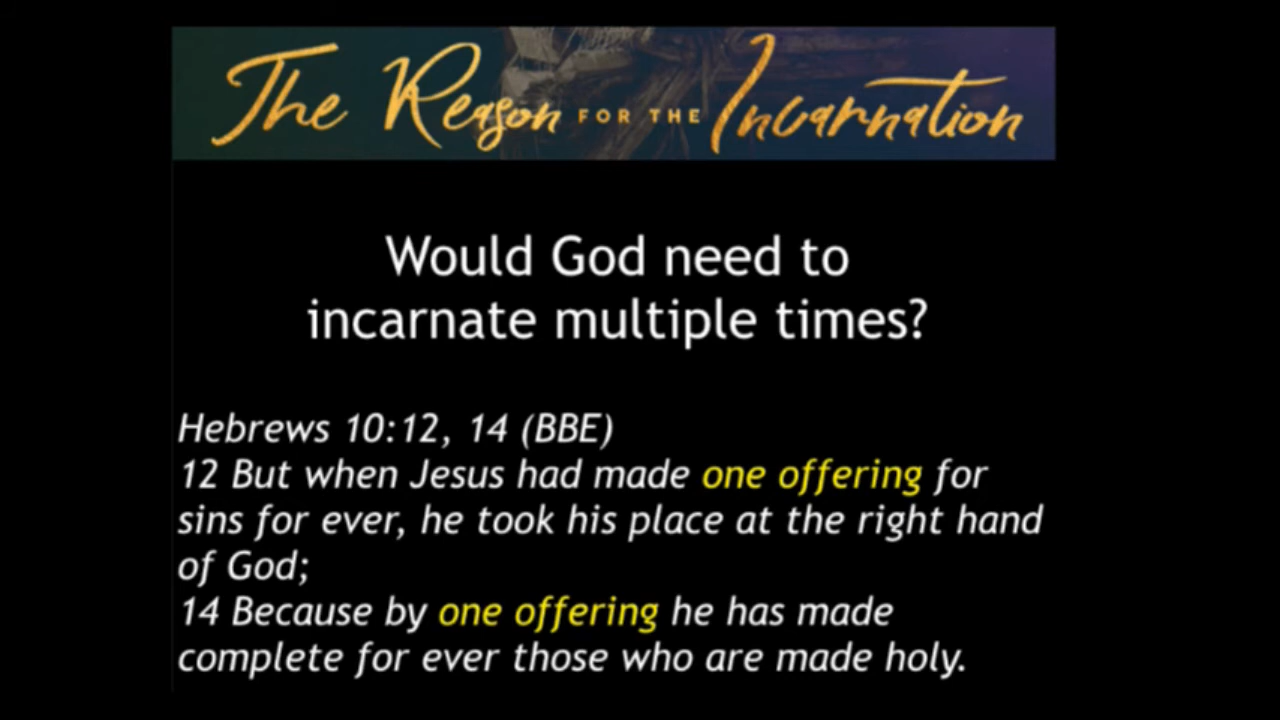 The Reason FOR THE Incarnation
Would God need to
incarnate multiple times?
Hebrews 10:12, 14 (BBE)
12 But when Jesus had made one offering for
sins for ever, he took his place at the right hand
of God;
14 Because by one offering he has made
complete for ever those who are made holy.